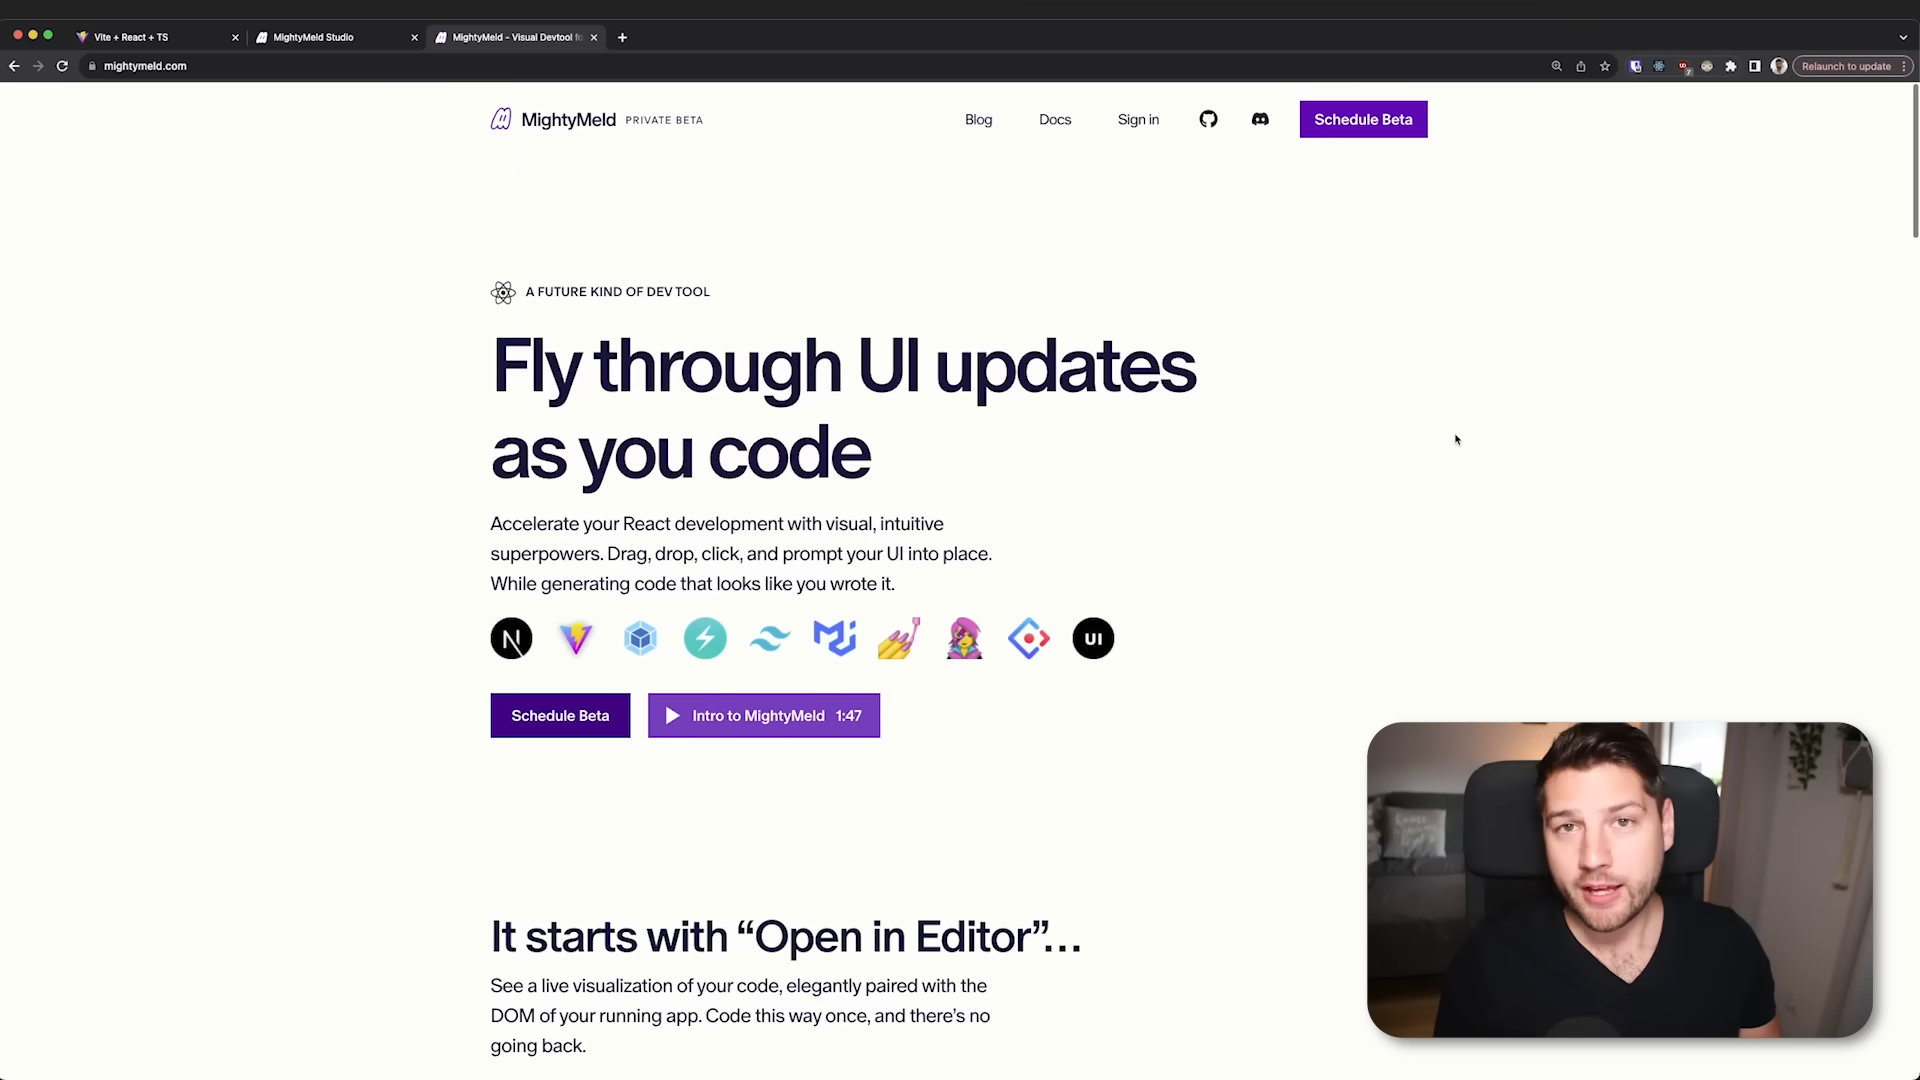 Vite + React + TS
MightyMeld Studio
MightyMeld - Visual Devtool fo
mightymeld.com
Relaunch to update
MightyMeld PRIVATE BETA
Blog
Docs
Sign in
Schedule Beta
A FUTURE KIND OF DEV TOOL
Fly through UI updates
as you code
Accelerate your React development with visual, intuitive
superpowers. Drag, drop, click, and prompt your UI into place.
While generating code that looks like you wrote it.
N
UI
Schedule Beta
Intro to MightyMeld 1:47
It starts with “Open in Editor”...
See a live visualization of your code, elegantly paired with the
DOM of your running app. Code this way once, and there’s no
going back.